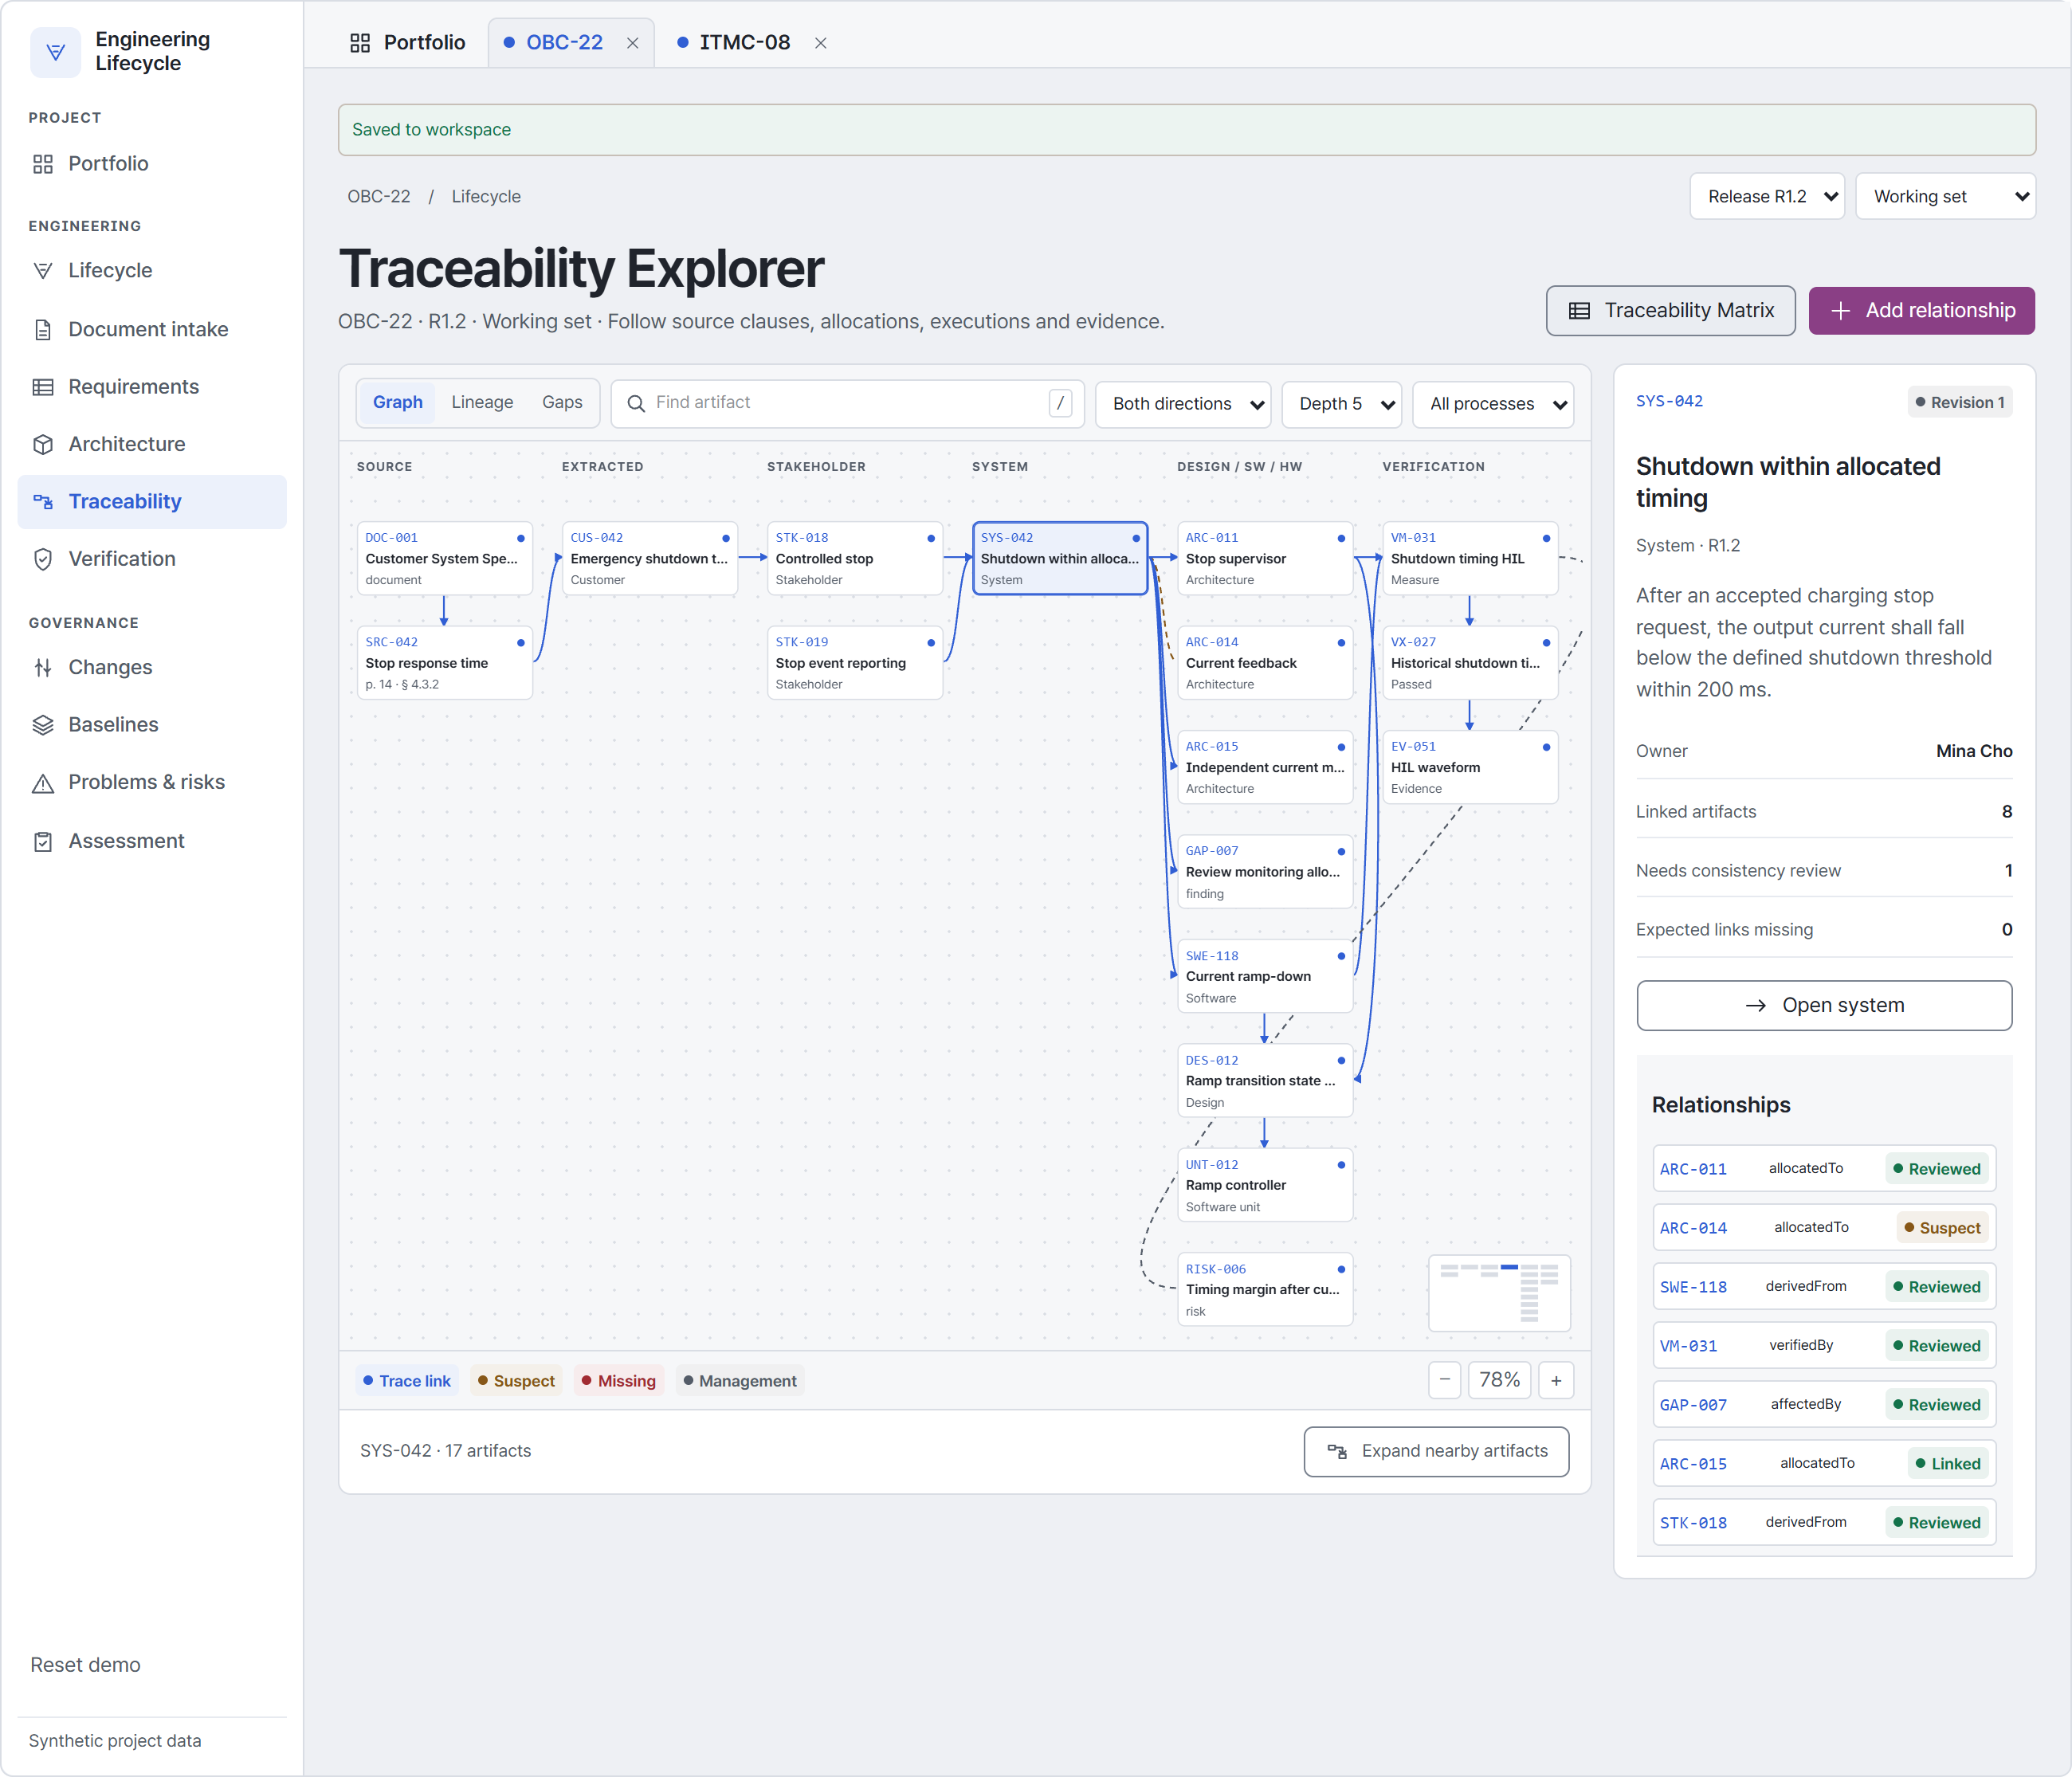 Engineering
Lifecycle
PROJECT
Portfolio
ENGINEERING
Lifecycle
Document intake
Requirements
Architecture
Traceability
Verification
GOVERNANCE
Changes
Baselines
Problems & risks
Assessment
Reset demo
Synthetic project data
Portfolio
OBC-22
ITMC-08
Saved to workspace
OBC-22 / Lifecycle
Release R1.2
Working set
Traceability Explorer
OBC-22 · R1.2 · Working set · Follow source clauses, allocations, executions and evidence.
Traceability Matrix
Add relationship
Graph
Lineage
Gaps
Find artifact
/
Both directions
Depth 5
All processes
SOURCE
EXTRACTED
STAKEHOLDER
SYSTEM
DESIGN / SW / HW
VERIFICATION
DOC-001
Customer System Spe...
document
SRC-042
Stop response time
p. 14 · § 4.3.2
CUS-042
Emergency shutdown t...
Customer
STK-018
Controlled stop
Stakeholder
STK-019
Stop event reporting
Stakeholder
SYS-042
Shutdown within alloca...
System
ARC-011
Stop supervisor
Architecture
ARC-014
Current feedback
Architecture
ARC-015
Independent current m...
Architecture
GAP-007
Review monitoring allo...
finding
SWE-118
Current ramp-down
Software
DES-012
Ramp transition state ...
Design
UNT-012
Ramp controller
Software unit
RISK-006
Timing margin after cu...
risk
VM-031
Shutdown timing HIL
Measure
VX-027
Historical shutdown ti...
Passed
EV-051
HIL waveform
Evidence
Trace link
Suspect
Missing
Management
−
78%
+
SYS-042 · 17 artifacts
Expand nearby artifacts
SYS-042
Revision 1
Shutdown within allocated
timing
System · R1.2
After an accepted charging stop
request, the output current shall fall
below the defined shutdown threshold
within 200 ms.
Owner Mina Cho
Linked artifacts 8
Needs consistency review 1
Expected links missing 0
Open system
Relationships
ARC-011 allocatedTo Reviewed
ARC-014 allocatedTo Suspect
SWE-118 derivedFrom Reviewed
VM-031 verifiedBy Reviewed
GAP-007 affectedBy Reviewed
ARC-015 allocatedTo Linked
STK-018 derivedFrom Reviewed